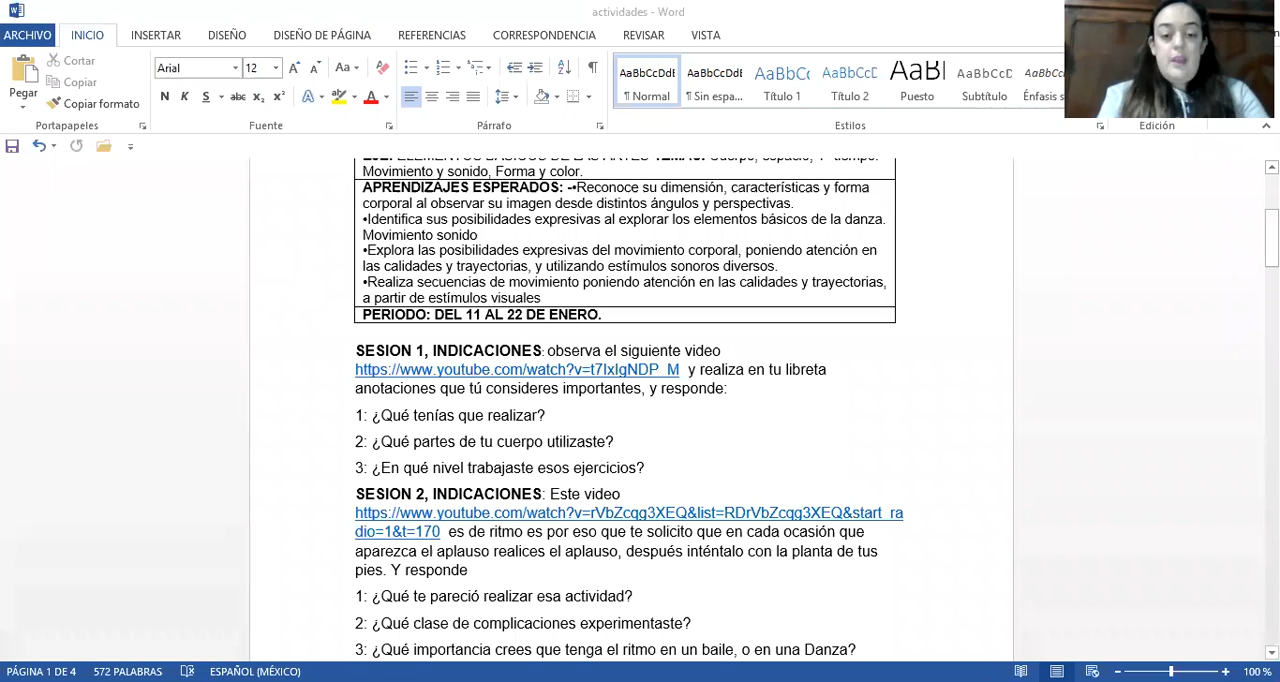 actividades - Word
ARCHIVO INICIO INSERTAR DISEÑO DISEÑO DE PÁGINA REFERENCIAS CORRESPONDENCIA REVISAR VISTA
Cortar
Copiar
Copiar formato
Pegar
Arial 12
Aa
N K S abc x₂ x²
AaBbCcDdE AaBbCcDdE AaBbCc AaBbCcD AaBl AaBbCcD AaBbCcD
¶ Normal ¶ Sin espa... Título 1 Título 2 Puesto Subtítulo Énfasis s
Portapapeles Fuente Párrafo Estilos Edición
Movimiento y sonido, Forma y color.
APRENDIZAJES ESPERADOS: -•Reconoce su dimensión, características y forma
corporal al observar su imagen desde distintos ángulos y perspectivas.
•Identifica sus posibilidades expresivas al explorar los elementos básicos de la danza.
Movimiento sonido
•Explora las posibilidades expresivas del movimiento corporal, poniendo atención en
las calidades y trayectorias, y utilizando estímulos sonoros diversos.
•Realiza secuencias de movimiento poniendo atención en las calidades y trayectorias,
a partir de estímulos visuales
PERIODO: DEL 11 AL 22 DE ENERO.
SESION 1, INDICACIONES: observa el siguiente video
https://www.youtube.com/watch?v=t7IxIgNDP_M y realiza en tu libreta
anotaciones que tú consideres importantes, y responde:
1: ¿Qué tenías que realizar?
2: ¿Qué partes de tu cuerpo utilizaste?
3: ¿En qué nivel trabajaste esos ejercicios?
SESION 2, INDICACIONES: Este video
https://www.youtube.com/watch?v=rVbZcqg3XEQ&list=RDrVbZcqg3XEQ&start_ra
dio=1&t=170 es de ritmo es por eso que te solicito que en cada ocasión que
aparezca el aplauso realices el aplauso, después inténtalo con la planta de tus
pies. Y responde
1: ¿Qué te pareció realizar esa actividad?
2: ¿Qué clase de complicaciones experimentaste?
3: ¿Qué importancia crees que tenga el ritmo en un baile, o en una Danza?
PÁGINA 1 DE 4 572 PALABRAS ESPAÑOL (MÉXICO) 100 %